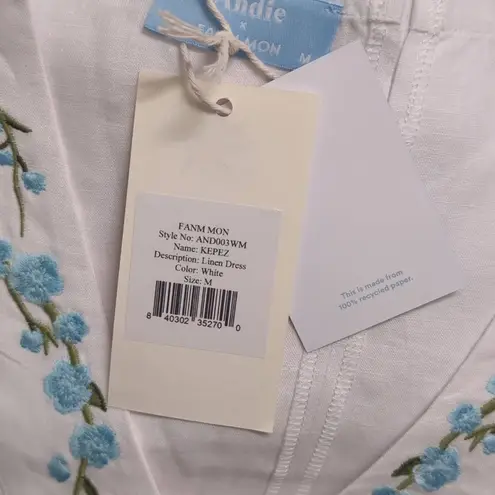 Andie
×
FANM MON
M
FANM MON
Style No: AND003WM
Name: KEPEZ
Description: Linen Dress
Color: White
Size: M
8 40302 35270 0
This is made from
100% recycled paper.